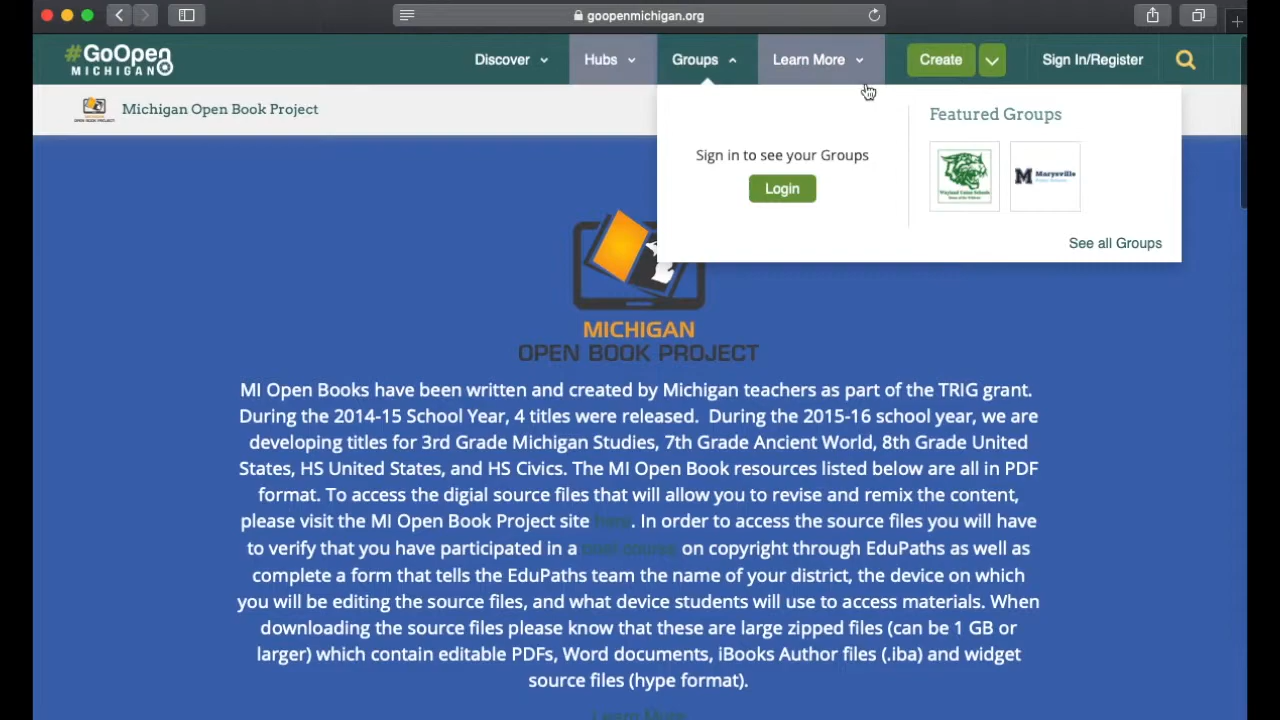 goopenmichigan.org
#GoOpen
MICHIGAN
Discover
Hubs
Groups
Learn More
Create
Sign In/Register
Michigan Open Book Project
Featured Groups
Sign in to see your Groups
Login
M Marysville
See all Groups
MICHIGAN
OPEN BOOK PROJECT
MI Open Books have been written and created by Michigan teachers as part of the TRIG grant.
During the 2014-15 School Year, 4 titles were released. During the 2015-16 school year, we are
developing titles for 3rd Grade Michigan Studies, 7th Grade Ancient World, 8th Grade United
States, HS United States, and HS Civics. The MI Open Book resources listed below are all in PDF
format. To access the digial source files that will allow you to revise and remix the content,
please visit the MI Open Book Project site here. In order to access the source files you will have
to verify that you have participated in a on copyright through EduPaths as well as
complete a form that tells the EduPaths team the name of your district, the device on which
you will be editing the source files, and what device students will use to access materials. When
downloading the source files please know that these are large zipped files (can be 1 GB or
larger) which contain editable PDFs, Word documents, iBooks Author files (.iba) and widget
source files (hype format).
Learn More